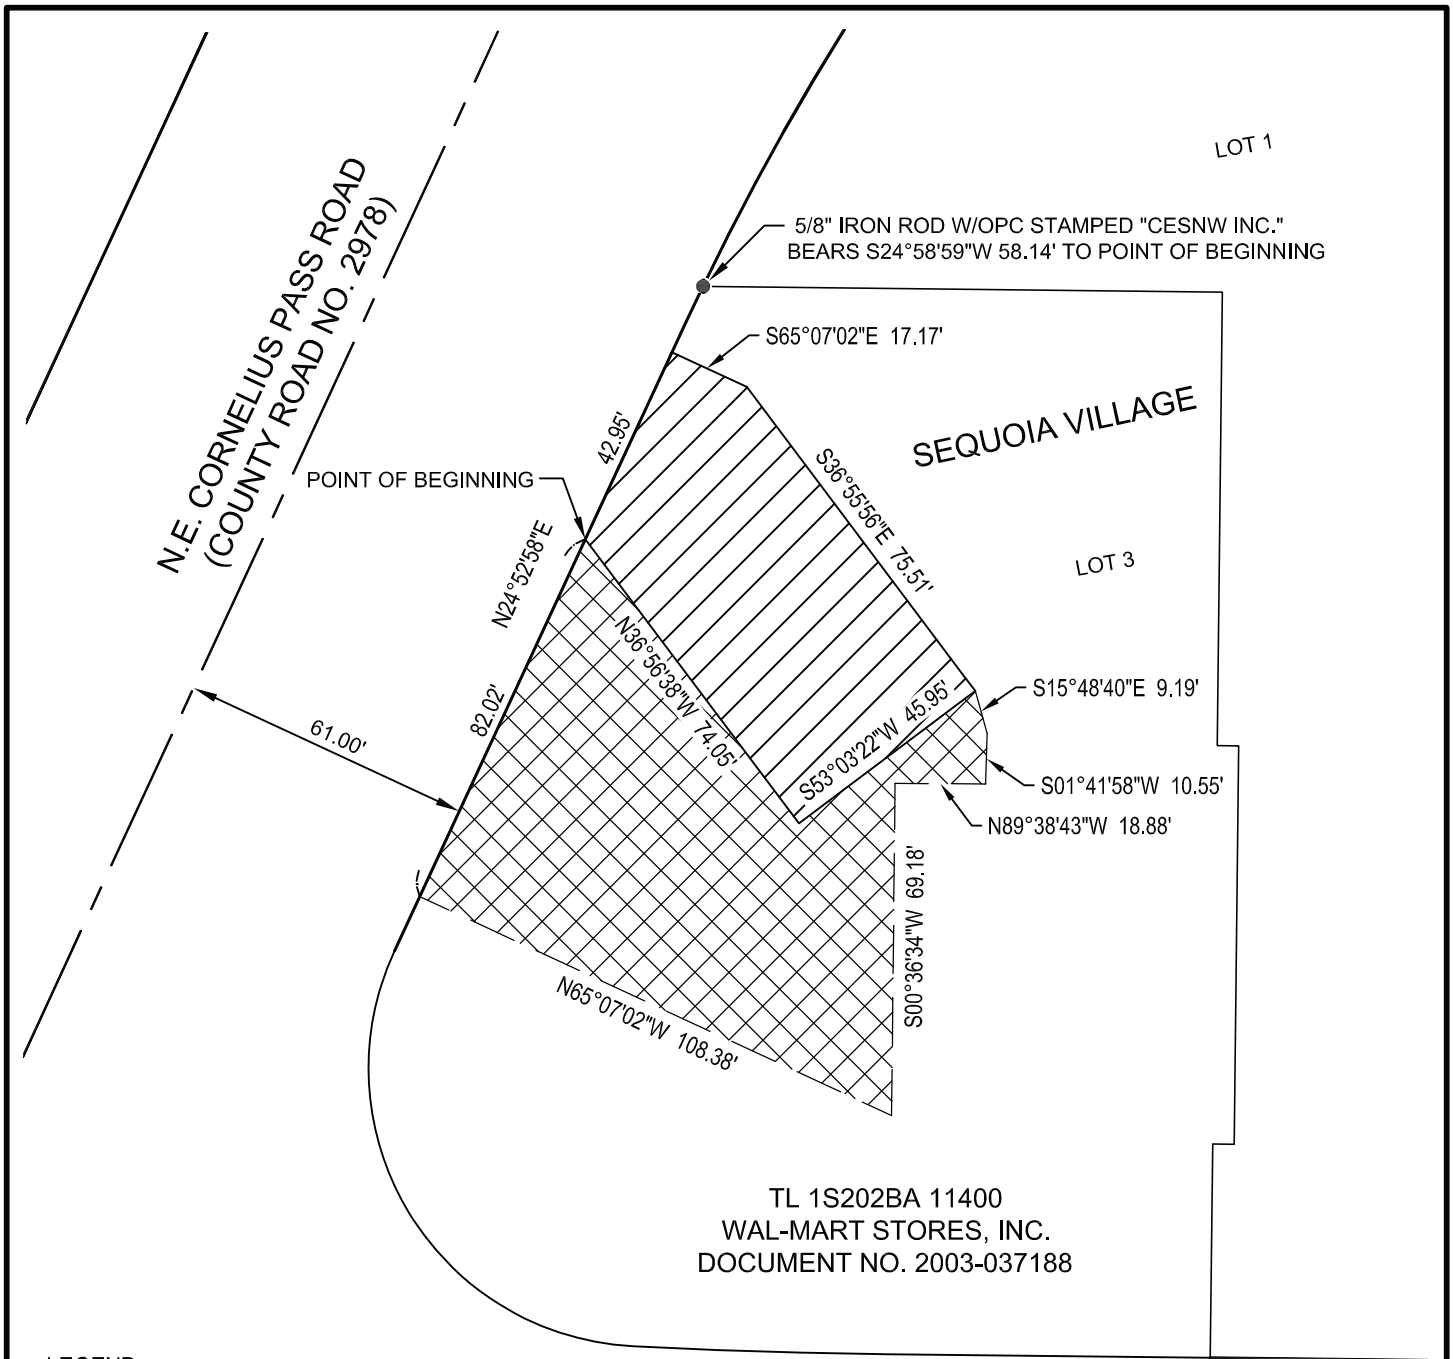 LOT 1
N.E. CORNELIUS PASS ROAD
(COUNTY ROAD NO. 2978)
5/8" IRON ROD W/OPC STAMPED "CESNW INC."
BEARS S24°58'59"W 58.14' TO POINT OF BEGINNING
S65°07'02"E 17.17'
SEQUOIA VILLAGE
42.95'
S36°55'56"E 75.51'
POINT OF BEGINNING
LOT 3
N24°52'58"E
N36°56'38"W 74.05'
S15°48'40"E 9.19'
82.02'
S53°03'22"W 45.95'
61.00'
S01°41'58"W 10.55'
N89°38'43"W 18.88'
S00°36'34"W 69.18'
N65°07'02"W 108.38'
TL 1S202BA 11400
WAL-MART STORES, INC.
DOCUMENT NO. 2003-037188